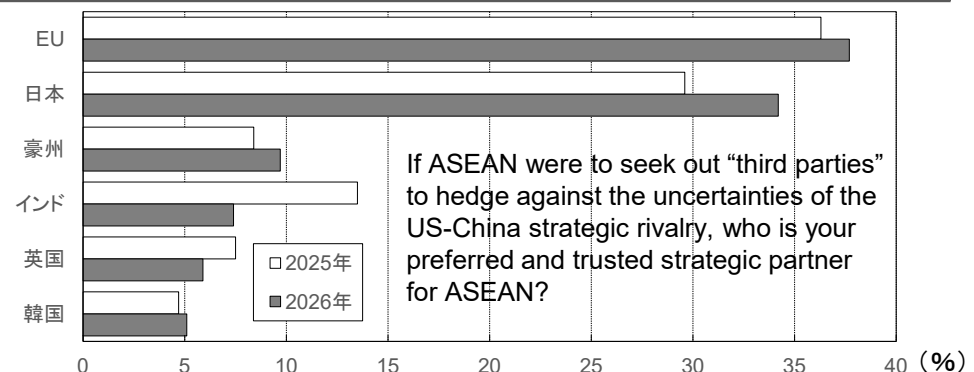 EU
日本
豪州
インド
英国
韓国
If ASEAN were to seek out “third parties”
to hedge against the uncertainties of the
US-China strategic rivalry, who is your
preferred and trusted strategic partner
for ASEAN?
□2025年
■2026年
0 5 10 15 20 25 30 35 40 （%）